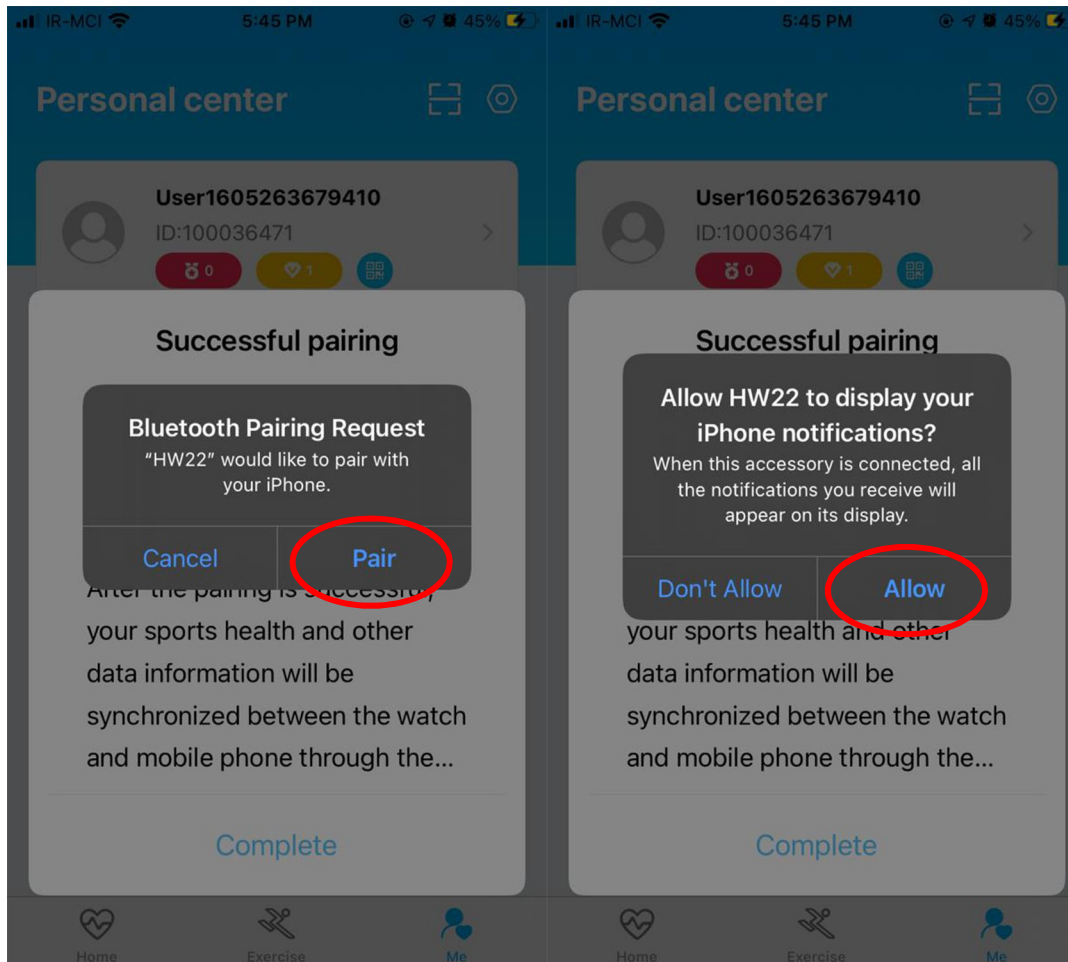 IR-MCI 5:45 PM 45%
Personal center
User1605263679410
ID:100036471
0 1
Successful pairing
Bluetooth Pairing Request
“HW22” would like to pair with
your iPhone.
Cancel Pair
After the pairing is successful,
your sports health and other
data information will be
synchronized between the watch
and mobile phone through the...
Complete
Home Exercise Me
IR-MCI 5:45 PM 45%
Personal center
User1605263679410
ID:100036471
0 1
Successful pairing
Allow HW22 to display your
iPhone notifications?
When this accessory is connected, all
the notifications you receive will
appear on its display.
Don't Allow Allow
your sports health and other
data information will be
synchronized between the watch
and mobile phone through the...
Complete
Home Exercise Me